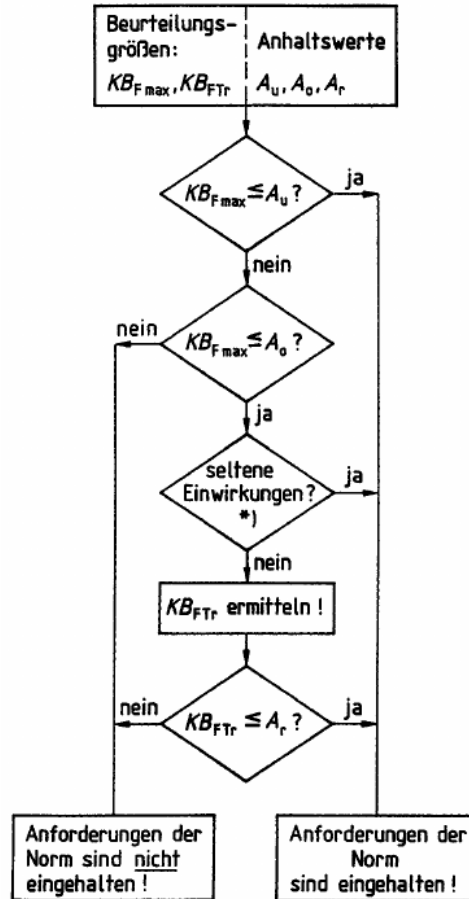 Beurteilungs-
größen:
KB_Fmax, KB_FTr
Anhaltswerte
A_u, A_o, A_r
KB_Fmax ≦ A_u ?
ja
nein
nein
KB_Fmax ≦ A_o ?
ja
seltene
Einwirkungen?
*)
ja
nein
KB_FTr ermitteln !
nein
KB_FTr ≦ A_r ?
ja
Anforderungen der
Norm sind nicht
eingehalten !
Anforderungen der
Norm
sind eingehalten !